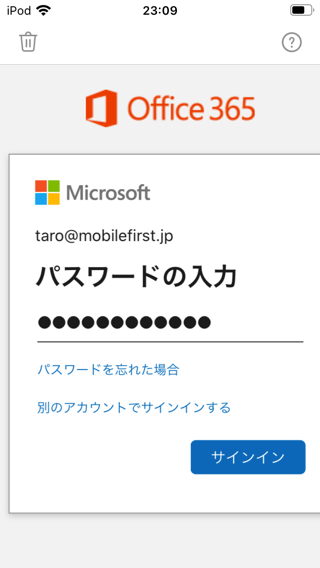 iPod 23:09
Office 365
Microsoft
taro@mobilefirst.jp
パスワードの入力
●●●●●●●●●●●●
パスワードを忘れた場合
別のアカウントでサインインする
サインイン